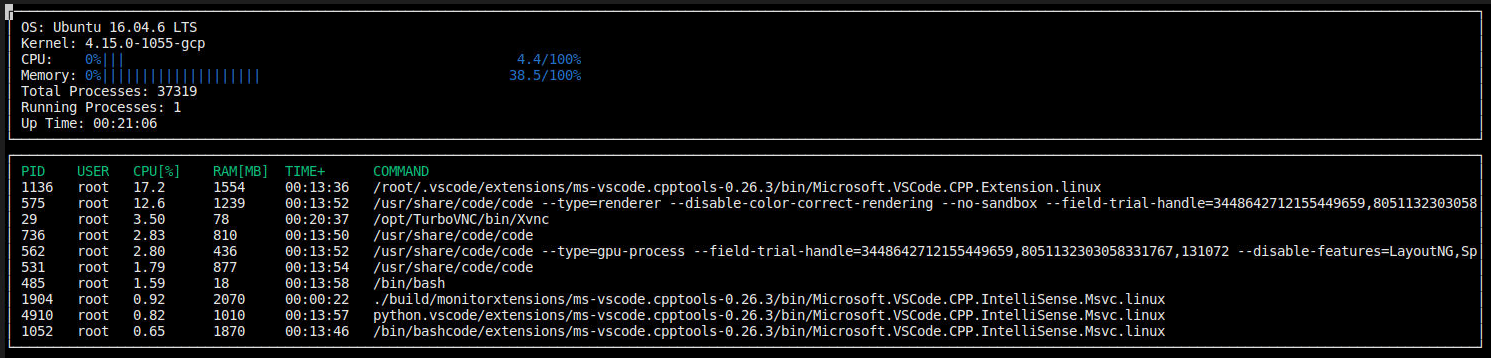 OS: Ubuntu 16.04.6 LTS
Kernel: 4.15.0-1055-gcp
CPU: 0%||| 4.4/100%
Memory: 0%|||||||||||||||||||| 38.5/100%
Total Processes: 37319
Running Processes: 1
Up Time: 00:21:06
PID USER CPU[%] RAM[MB] TIME+ COMMAND
1136 root 17.2 1554 00:13:36 /root/.vscode/extensions/ms-vscode.cpptools-0.26.3/bin/Microsoft.VSCode.CPP.Extension.linux
575 root 12.6 1239 00:13:52 /usr/share/code/code --type=renderer --disable-color-correct-rendering --no-sandbox --field-trial-handle=3448642712155449659,8051132303058
29 root 3.50 78 00:20:37 /opt/TurboVNC/bin/Xvnc
736 root 2.83 810 00:13:50 /usr/share/code/code
562 root 2.80 436 00:13:52 /usr/share/code/code --type=gpu-process --field-trial-handle=3448642712155449659,8051132303058331767,131072 --disable-features=LayoutNG,Sp
531 root 1.79 877 00:13:54 /usr/share/code/code
485 root 1.59 18 00:13:58 /bin/bash
1904 root 0.92 2070 00:00:22 ./build/monitorxtensions/ms-vscode.cpptools-0.26.3/bin/Microsoft.VSCode.CPP.IntelliSense.Msvc.linux
4910 root 0.82 1010 00:13:57 python.vscode/extensions/ms-vscode.cpptools-0.26.3/bin/Microsoft.VSCode.CPP.IntelliSense.Msvc.linux
1052 root 0.65 1870 00:13:46 /bin/bashcode/extensions/ms-vscode.cpptools-0.26.3/bin/Microsoft.VSCode.CPP.IntelliSense.Msvc.linux